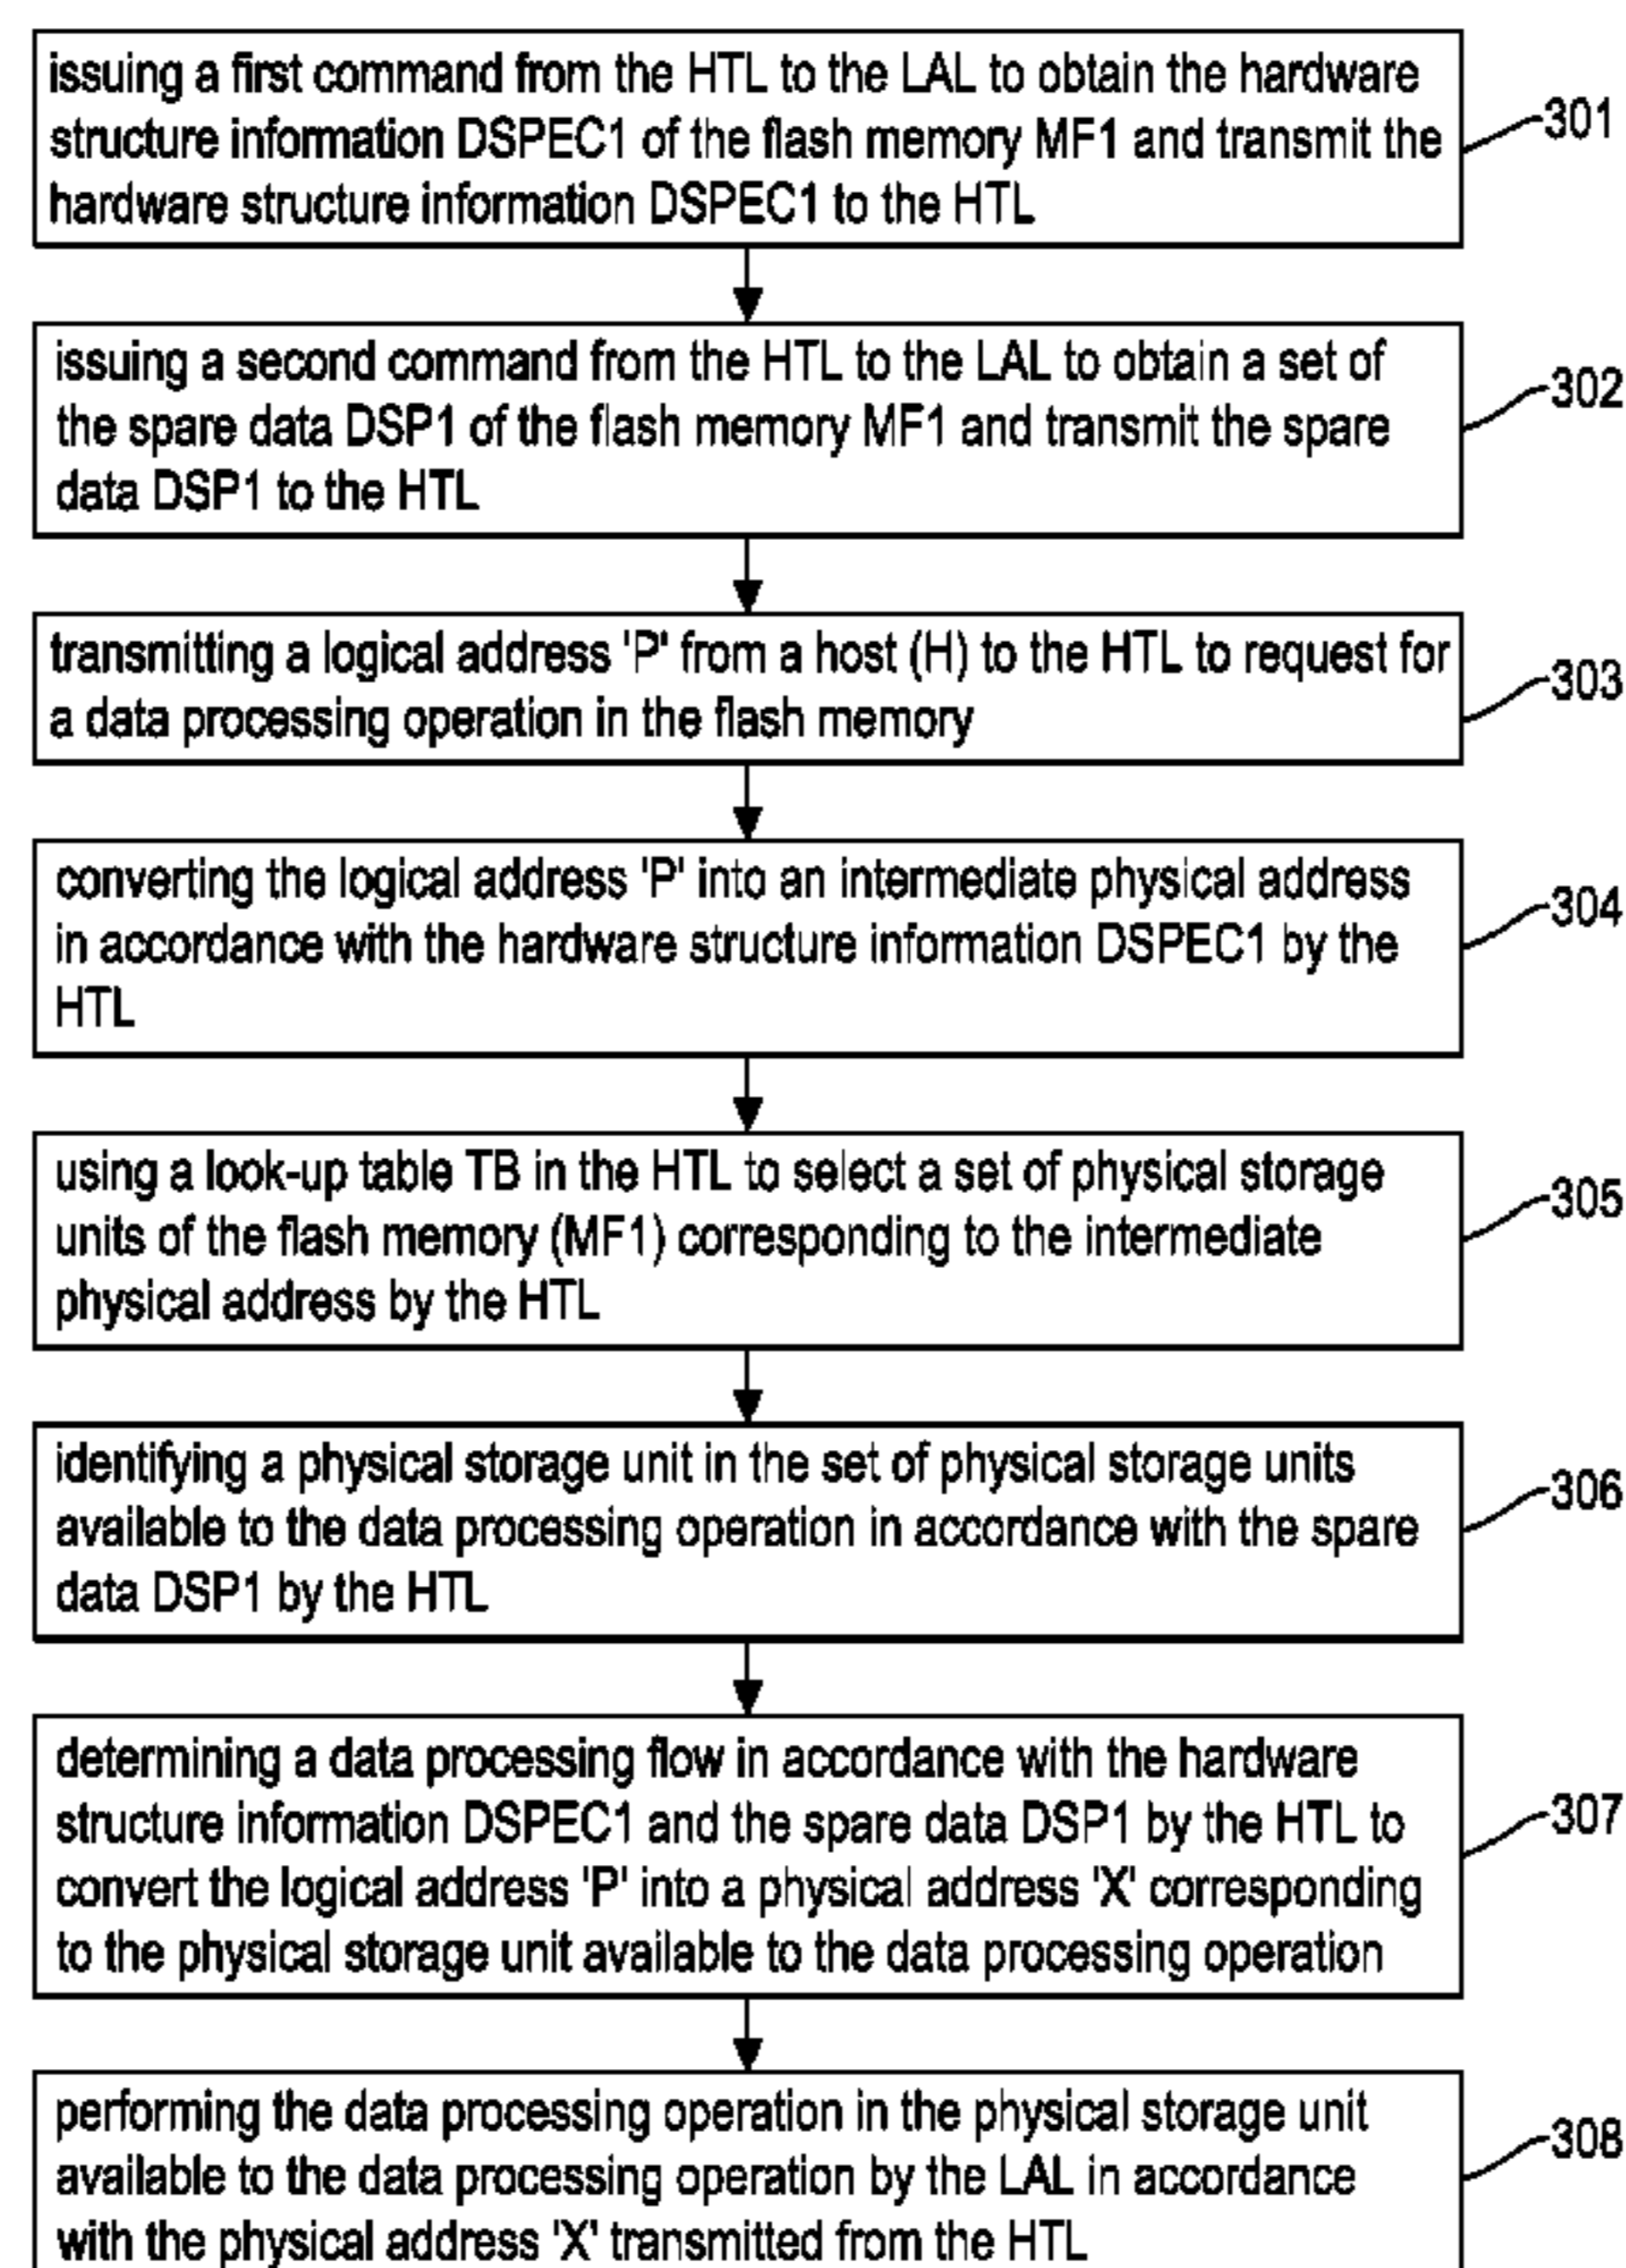 issuing a first command from the HTL to the LAL to obtain the hardware
structure information DSPEC1 of the flash memory MF1 and transmit the
hardware structure information DSPEC1 to the HTL
301
issuing a second command from the HTL to the LAL to obtain a set of
the spare data DSP1 of the flash memory MF1 and transmit the spare
data DSP1 to the HTL
302
transmitting a logical address 'P' from a host (H) to the HTL to request for
a data processing operation in the flash memory
303
converting the logical address 'P' into an intermediate physical address
in accordance with the hardware structure information DSPEC1 by the
HTL
304
using a look-up table TB in the HTL to select a set of physical storage
units of the flash memory (MF1) corresponding to the intermediate
physical address by the HTL
305
identifying a physical storage unit in the set of physical storage units
available to the data processing operation in accordance with the spare
data DSP1 by the HTL
306
determining a data processing flow in accordance with the hardware
structure information DSPEC1 and the spare data DSP1 by the HTL to
convert the logical address 'P' into a physical address 'X' corresponding
to the physical storage unit available to the data processing operation
307
performing the data processing operation in the physical storage unit
available to the data processing operation by the LAL in accordance
with the physical address 'X' transmitted from the HTL
308